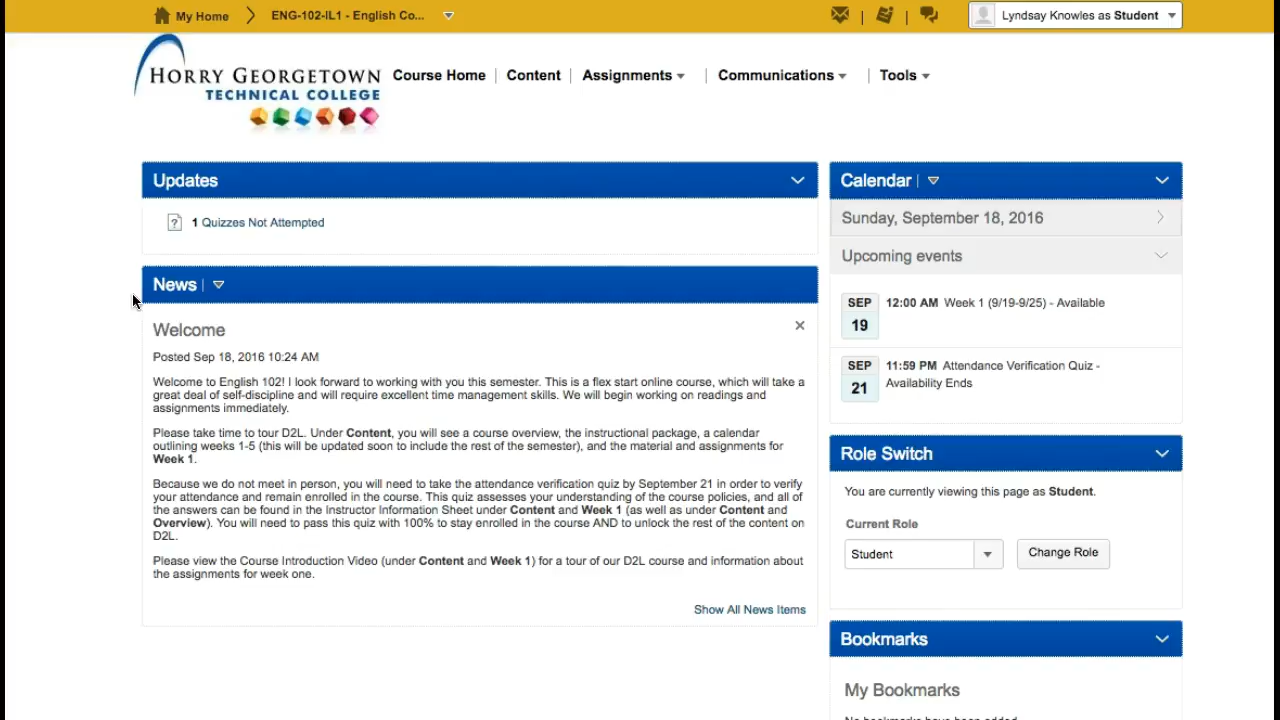 My Home
ENG-102-IL1 - English Co...
Lyndsay Knowles as Student
HORRY GEORGETOWN
TECHNICAL COLLEGE
Course Home
Content
Assignments
Communications
Tools
Updates
1 Quizzes Not Attempted
News
Welcome
Posted Sep 18, 2016 10:24 AM
Welcome to English 102! I look forward to working with you this semester. This is a flex start online course, which will take a
great deal of self-discipline and will require excellent time management skills. We will begin working on readings and
assignments immediately.
Please take time to tour D2L. Under Content, you will see a course overview, the instructional package, a calendar
outlining weeks 1-5 (this will be updated soon to include the rest of the semester), and the material and assignments for
Week 1.
Because we do not meet in person, you will need to take the attendance verification quiz by September 21 in order to verify
your attendance and remain enrolled in the course. This quiz assesses your understanding of the course policies, and all of
the answers can be found in the Instructor Information Sheet under Content and Week 1 (as well as under Content and
Overview). You will need to pass this quiz with 100% to stay enrolled in the course AND to unlock the rest of the content on
D2L.
Please view the Course Introduction Video (under Content and Week 1) for a tour of our D2L course and information about
the assignments for week one.
Show All News Items
Calendar
Sunday, September 18, 2016
Upcoming events
SEP
19
12:00 AM Week 1 (9/19-9/25) - Available
SEP
21
11:59 PM Attendance Verification Quiz -
Availability Ends
Role Switch
You are currently viewing this page as Student.
Current Role
Student
Change Role
Bookmarks
My Bookmarks
No bookmarks have been added